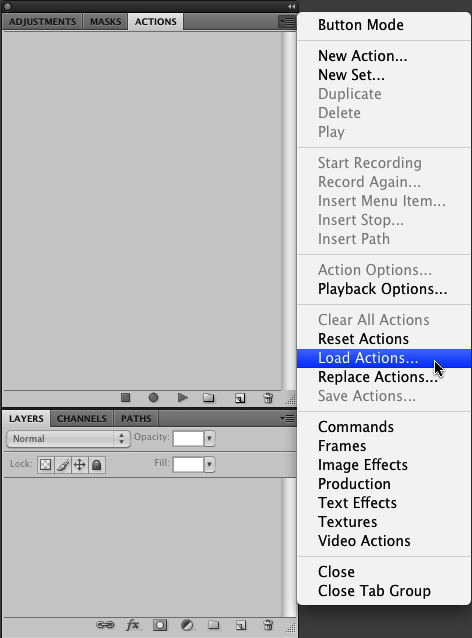 ADJUSTMENTS MASKS ACTIONS
Button Mode
New Action...
New Set...
Duplicate
Delete
Play
Start Recording
Record Again...
Insert Menu Item...
Insert Stop...
Insert Path
Action Options...
Playback Options...
Clear All Actions
Reset Actions
Load Actions...
Replace Actions...
Save Actions...
Commands
Frames
Image Effects
Production
Text Effects
Textures
Video Actions
Close
Close Tab Group
LAYERS CHANNELS PATHS
Normal Opacity:
Lock: Fill:
fx